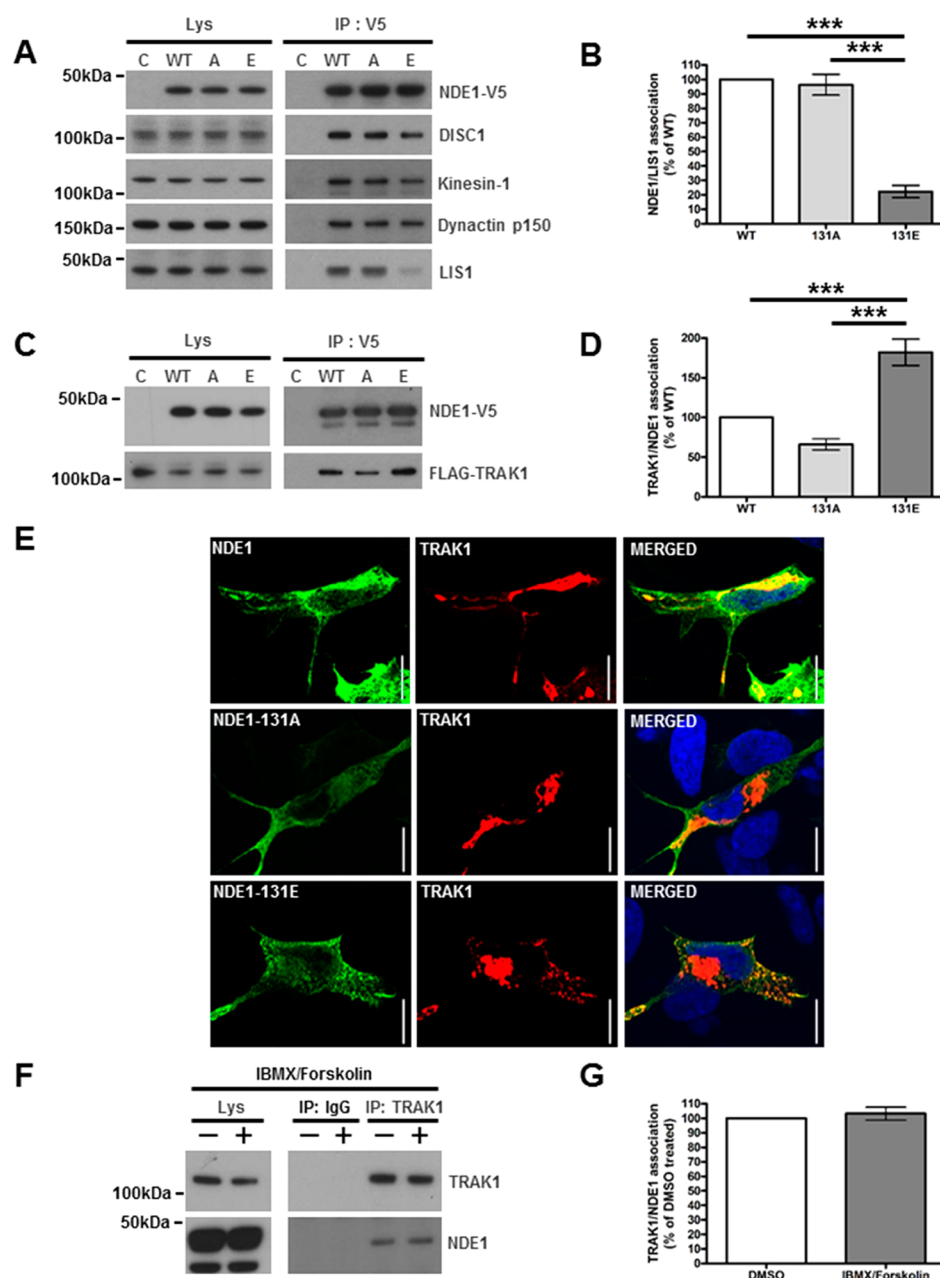 A
Lys
IP : V5
C WT A E
C WT A E
50kDa
NDE1-V5
100kDa
DISC1
100kDa
Kinesin-1
150kDa
Dynactin p150
50kDa
LIS1
B
***
***
NDE1/LIS1 association
(% of WT)
110
100
90
80
70
60
50
40
30
20
10
0
WT
131A
131E
C
Lys
IP : V5
C WT A E
C WT A E
50kDa
NDE1-V5
100kDa
FLAG-TRAK1
D
***
***
TRAK1/NDE1 association
(% of WT)
200
150
100
50
0
WT
131A
131E
E
NDE1
TRAK1
MERGED
NDE1-131A
TRAK1
MERGED
NDE1-131E
TRAK1
MERGED
F
IBMX/Forskolin
Lys
IP: IgG
IP: TRAK1
− +
− +
− +
100kDa
TRAK1
50kDa
NDE1
G
TRAK1/NDE1 association
(% of DMSO treated)
110
100
90
80
70
60
50
40
30
20
10
0
DMSO
IBMX/Forskolin